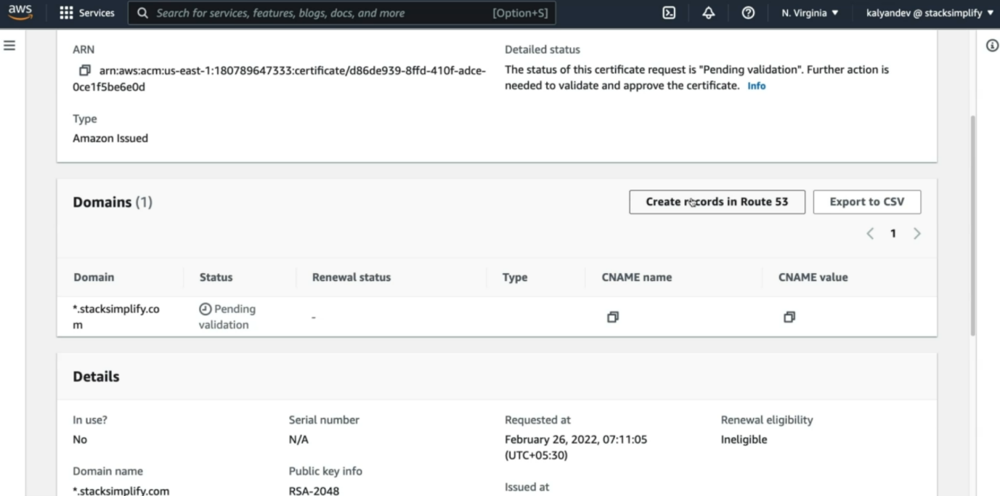 aws
Services
Search for services, features, blogs, docs, and more
[Option+S]
N. Virginia ▼
kalyandev @ stacksimplify ▼
ARN
arn:aws:acm:us-east-1:180789647333:certificate/d86de939-8ffd-410f-adce-
0ce1f5be6e0d
Detailed status
The status of this certificate request is "Pending validation". Further action is
needed to validate and approve the certificate. Info
Type
Amazon Issued
Domains (1)
Create records in Route 53
Export to CSV
1
Domain
Status
Renewal status
Type
CNAME name
CNAME value
*.stacksimplify.co
m
Pending
validation
-
Details
In use?
No
Serial number
N/A
Requested at
February 26, 2022, 07:11:05
(UTC+05:30)
Renewal eligibility
Ineligible
Domain name
*.stacksimplify.com
Public key info
RSA-2048
Issued at